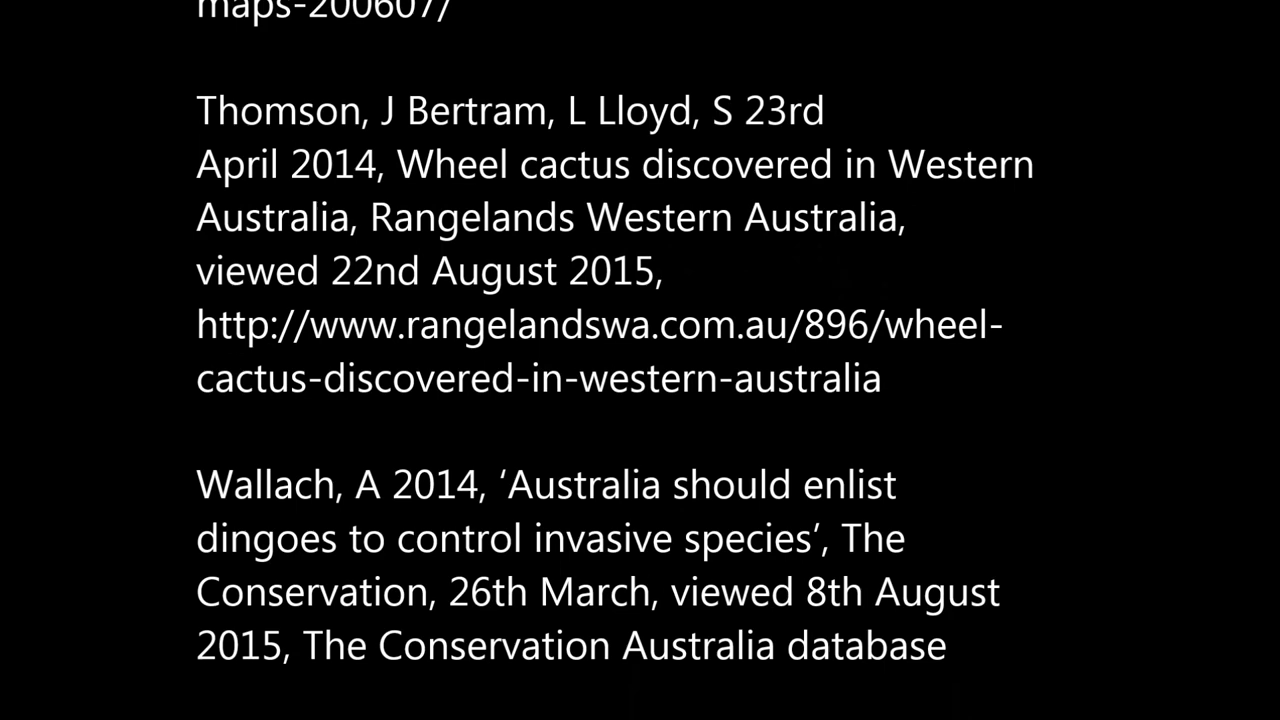 maps-200607/
Thomson, J Bertram, L Lloyd, S 23rd
April 2014, Wheel cactus discovered in Western
Australia, Rangelands Western Australia,
viewed 22nd August 2015,
http://www.rangelandswa.com.au/896/wheel-
cactus-discovered-in-western-australia
Wallach, A 2014, ‘Australia should enlist
dingoes to control invasive species’, The
Conservation, 26th March, viewed 8th August
2015, The Conservation Australia database